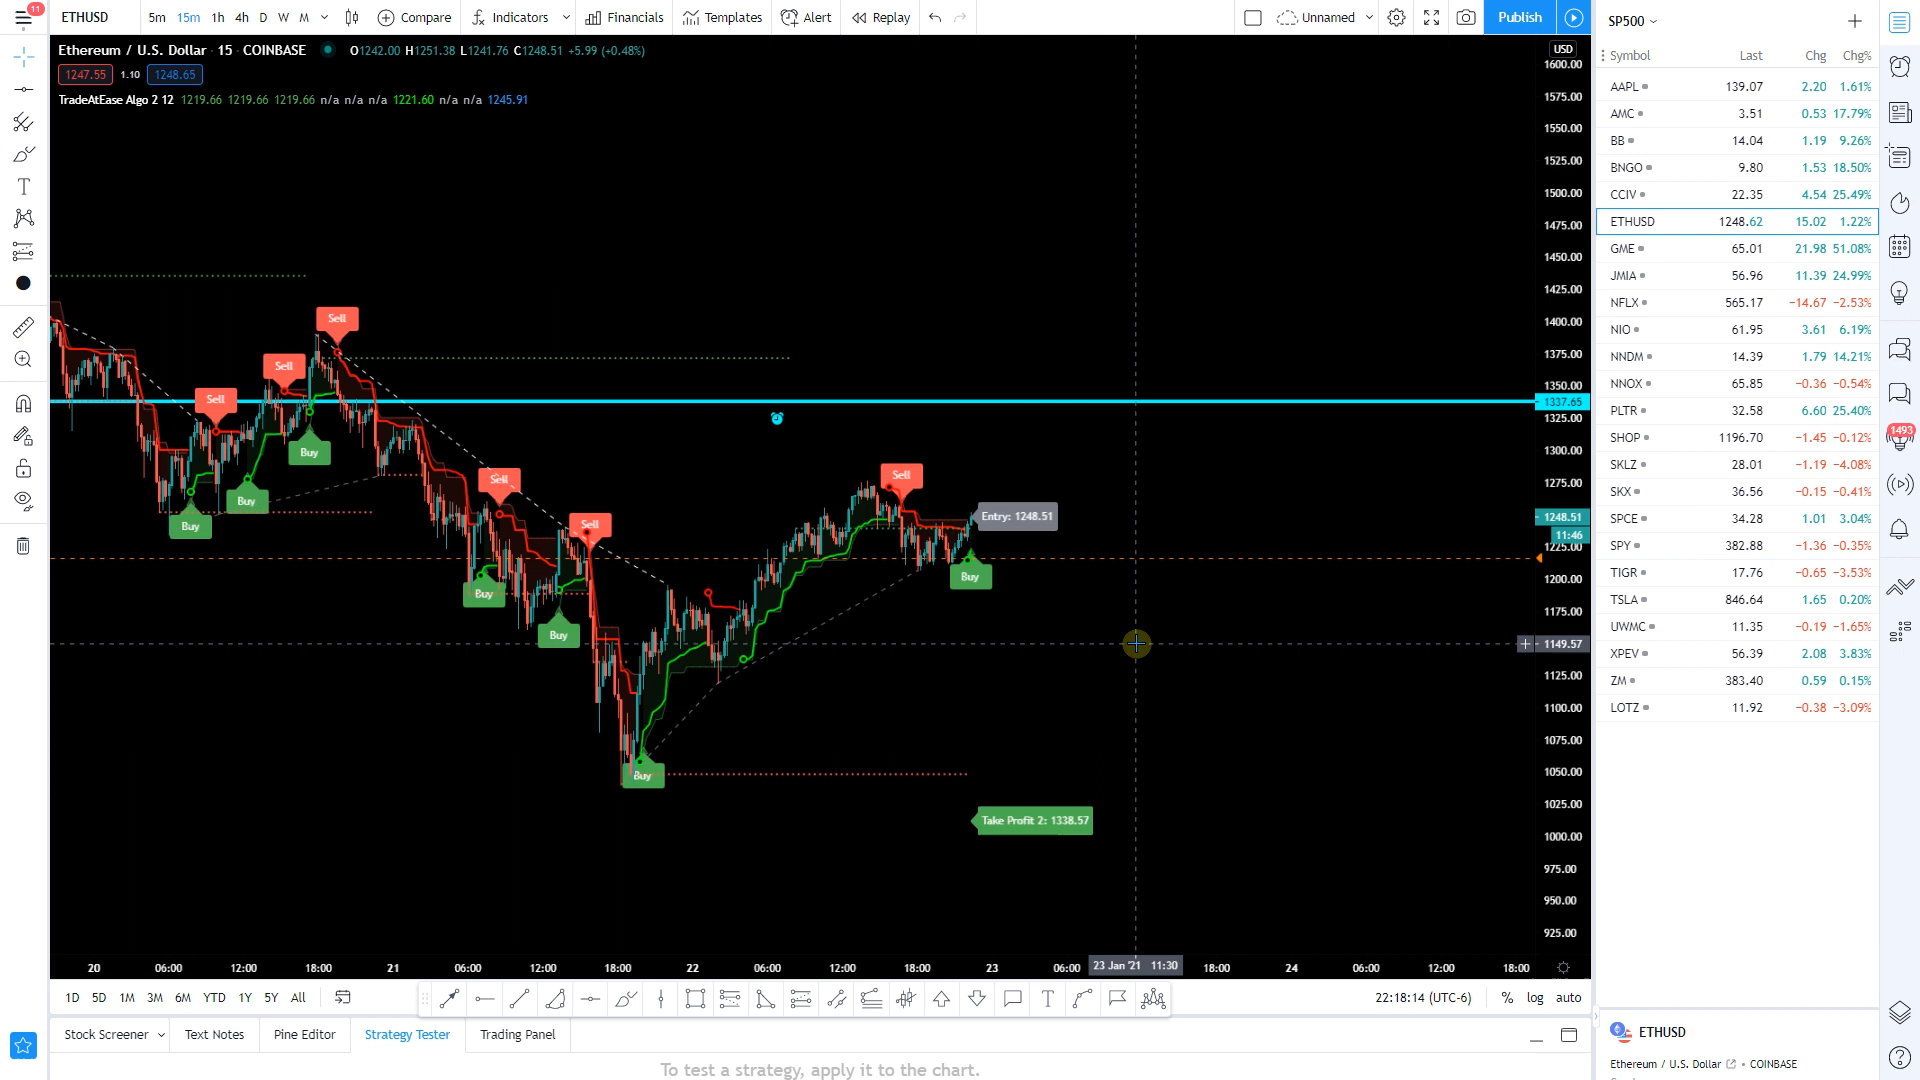 11
ETHUSD
5m 15m 1h 4h D W M
Compare
Indicators
Financials
Templates
Alert
Replay
Unnamed
Publish
SP500
Ethereum / U.S. Dollar · 15 · COINBASE
O1242.00 H1251.38 L1241.76 C1248.51 +5.99 (+0.48%)
1247.55 1.10 1248.65
TradeAtEase Algo 2 12 1219.66 1219.66 1219.66 n/a n/a n/a 1221.60 n/a n/a 1245.91
USD
1600.00
1575.00
1550.00
1525.00
1500.00
1475.00
1450.00
1425.00
1400.00
1375.00
1350.00
1337.65
1325.00
1300.00
1275.00
1248.51
11:46
1225.00
1200.00
1175.00
1149.57
1125.00
1100.00
1075.00
1050.00
1025.00
1000.00
975.00
950.00
925.00
Sell
Sell
Sell
Buy
Buy
Buy
Sell
Sell
Sell
Entry: 1248.51
Buy
Buy
Buy
Buy
Take Profit 2: 1338.57
20 06:00 12:00 18:00 21 06:00 12:00 18:00 22 06:00 12:00 18:00 23 06:00 23 Jan '21 11:30 18:00 24 06:00 12:00 18:00
1D 5D 1M 3M 6M YTD 1Y 5Y All
22:18:14 (UTC-6) % log auto
Stock Screener
Text Notes
Pine Editor
Strategy Tester
Trading Panel
To test a strategy, apply it to the chart.
Symbol Last Chg Chg%
AAPL 139.07 2.20 1.61%
AMC 3.51 0.53 17.79%
BB 14.04 1.19 9.26%
BNGO 9.80 1.53 18.50%
CCIV 22.35 4.54 25.49%
ETHUSD 1248.62 15.02 1.22%
GME 65.01 21.98 51.08%
JMIA 56.96 11.39 24.99%
NFLX 565.17 −14.67 −2.53%
NIO 61.95 3.61 6.19%
NNDM 14.39 1.79 14.21%
NNOX 65.85 −0.36 −0.54%
PLTR 32.58 6.60 25.40%
SHOP 1196.70 −1.45 −0.12%
SKLZ 28.01 −1.19 −4.08%
SKX 36.56 −0.15 −0.41%
SPCE 34.28 1.01 3.04%
SPY 382.88 −1.36 −0.35%
TIGR 17.76 −0.65 −3.53%
TSLA 846.64 1.65 0.20%
UWMC 11.35 −0.19 −1.65%
XPEV 56.39 2.08 3.83%
ZM 383.40 0.59 0.15%
LOTZ 11.92 −0.38 −3.09%
1493
ETHUSD
Ethereum / U.S. Dollar • COINBASE